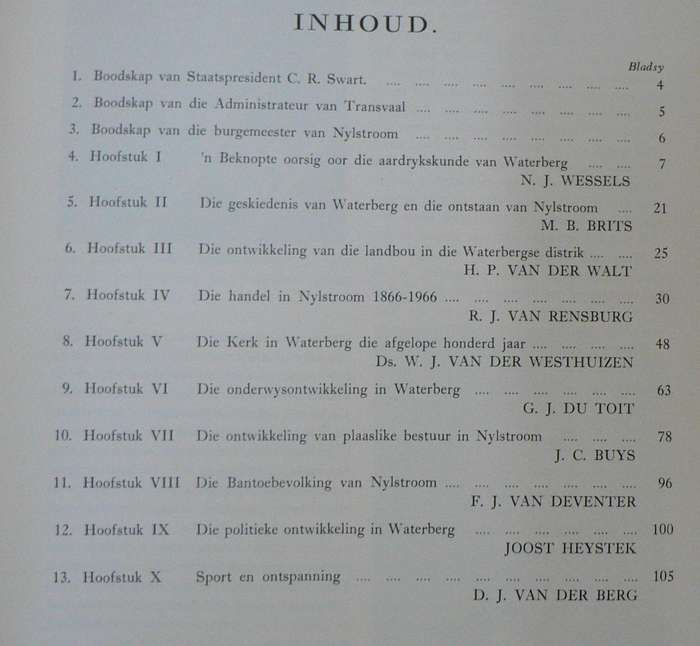 INHOUD.
Bladsy
1. Boodskap van Staatspresident C. R. Swart. .... .... .... .... .... .... .... .... .... 4
2. Boodskap van die Administrateur van Transvaal .... .... .... .... .... .... .... .... 5
3. Boodskap van die burgemeester van Nylstroom .... .... .... .... .... .... .... .... 6
4. Hoofstuk I 'n Beknopte oorsig oor die aardrykskunde van Waterberg .... .... 7
N. J. WESSELS
5. Hoofstuk II Die geskiedenis van Waterberg en die ontstaan van Nylstroom .... 21
M. B. BRITS
6. Hoofstuk III Die ontwikkeling van die landbou in die Waterbergse distrik .... .... 25
H. P. VAN DER WALT
7. Hoofstuk IV Die handel in Nylstroom 1866-1966 .... .... .... .... .... .... .... 30
R. J. VAN RENSBURG
8. Hoofstuk V Die Kerk in Waterberg die afgelope honderd jaar .... .... .... .... 48
Ds. W. J. VAN DER WESTHUIZEN
9. Hoofstuk VI Die onderwysontwikkeling in Waterberg .... .... .... .... .... .... 63
G. J. DU TOIT
10. Hoofstuk VII Die ontwikkeling van plaaslike bestuur in Nylstroom .... .... .... 78
J. C. BUYS
11. Hoofstuk VIII Die Bantoebevolking van Nylstroom .... .... .... .... .... .... .... 96
F. J. VAN DEVENTER
12. Hoofstuk IX Die politieke ontwikkeling in Waterberg .... .... .... .... .... .... 100
JOOST HEYSTEK
13. Hoofstuk X Sport en ontspanning .... .... .... .... .... .... .... .... .... .... 105
D. J. VAN DER BERG